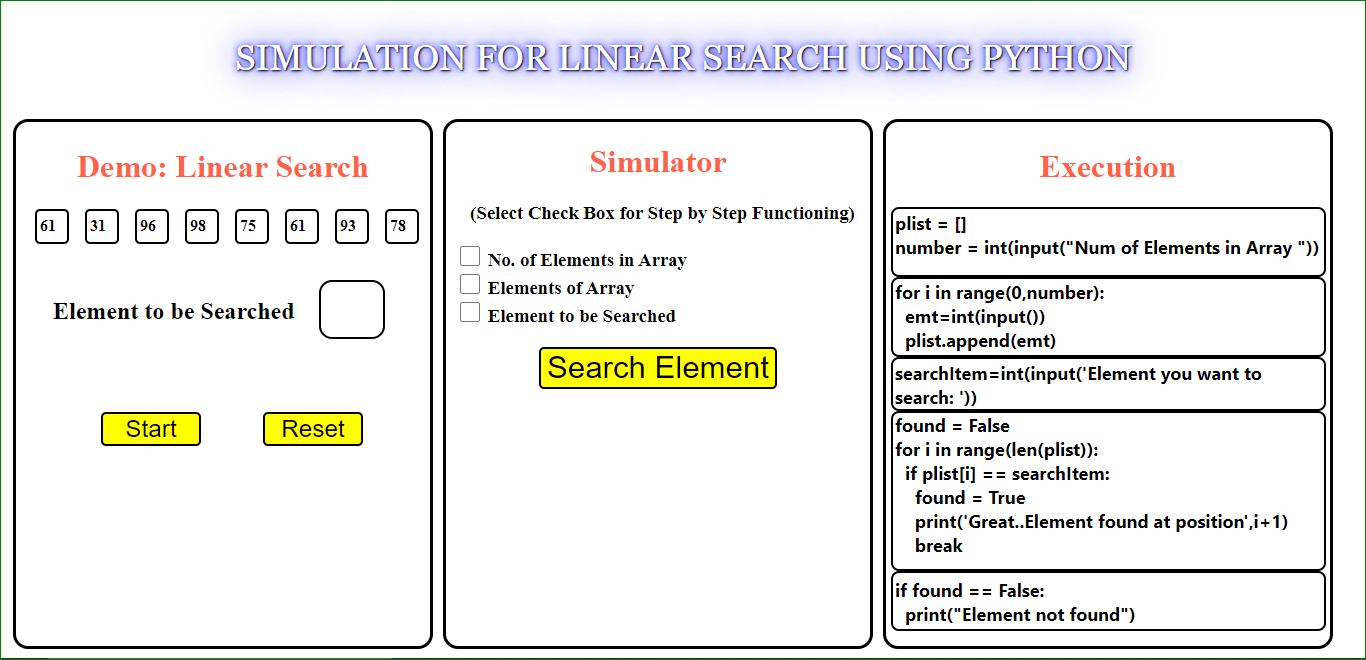 SIMULATION FOR LINEAR SEARCH USING PYTHON
Demo: Linear Search
61 31 96 98 75 61 93 78
Element to be Searched
Start Reset
Simulator
(Select Check Box for Step by Step Functioning)
No. of Elements in Array
Elements of Array
Element to be Searched
Search Element
Execution
plist = []
number = int(input("Num of Elements in Array "))
for i in range(0,number):
  emt=int(input())
  plist.append(emt)
searchItem=int(input('Element you want to
search: '))
found = False
for i in range(len(plist)):
  if plist[i] == searchItem:
    found = True
    print('Great..Element found at position',i+1)
    break
if found == False:
  print("Element not found")